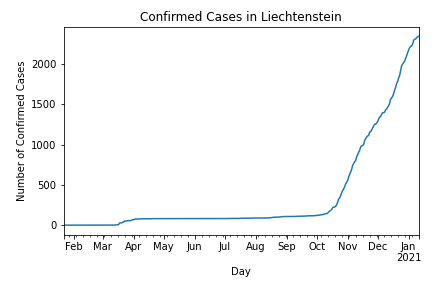 Confirmed Cases in Liechtenstein
Number of Confirmed Cases
2000
1500
1000
500
0
Feb Mar Apr May Jun Jul Aug Sep Oct Nov Dec Jan
2021
Day